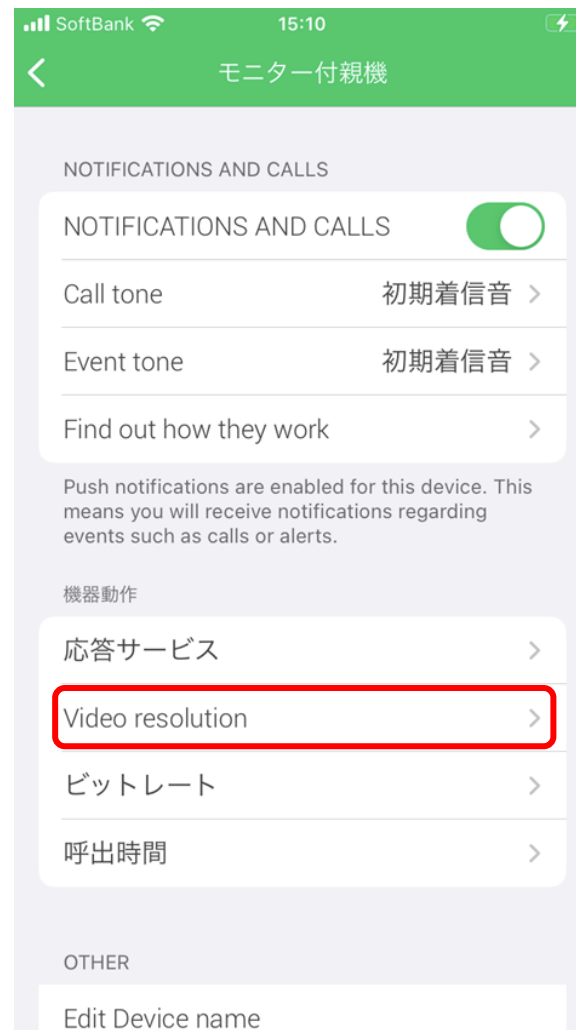 SoftBank 15:10
モニター付親機
NOTIFICATIONS AND CALLS
NOTIFICATIONS AND CALLS
Call tone 初期着信音
Event tone 初期着信音
Find out how they work
Push notifications are enabled for this device. This
means you will receive notifications regarding
events such as calls or alerts.
機器動作
応答サービス
Video resolution
ビットレート
呼出時間
OTHER
Edit Device name